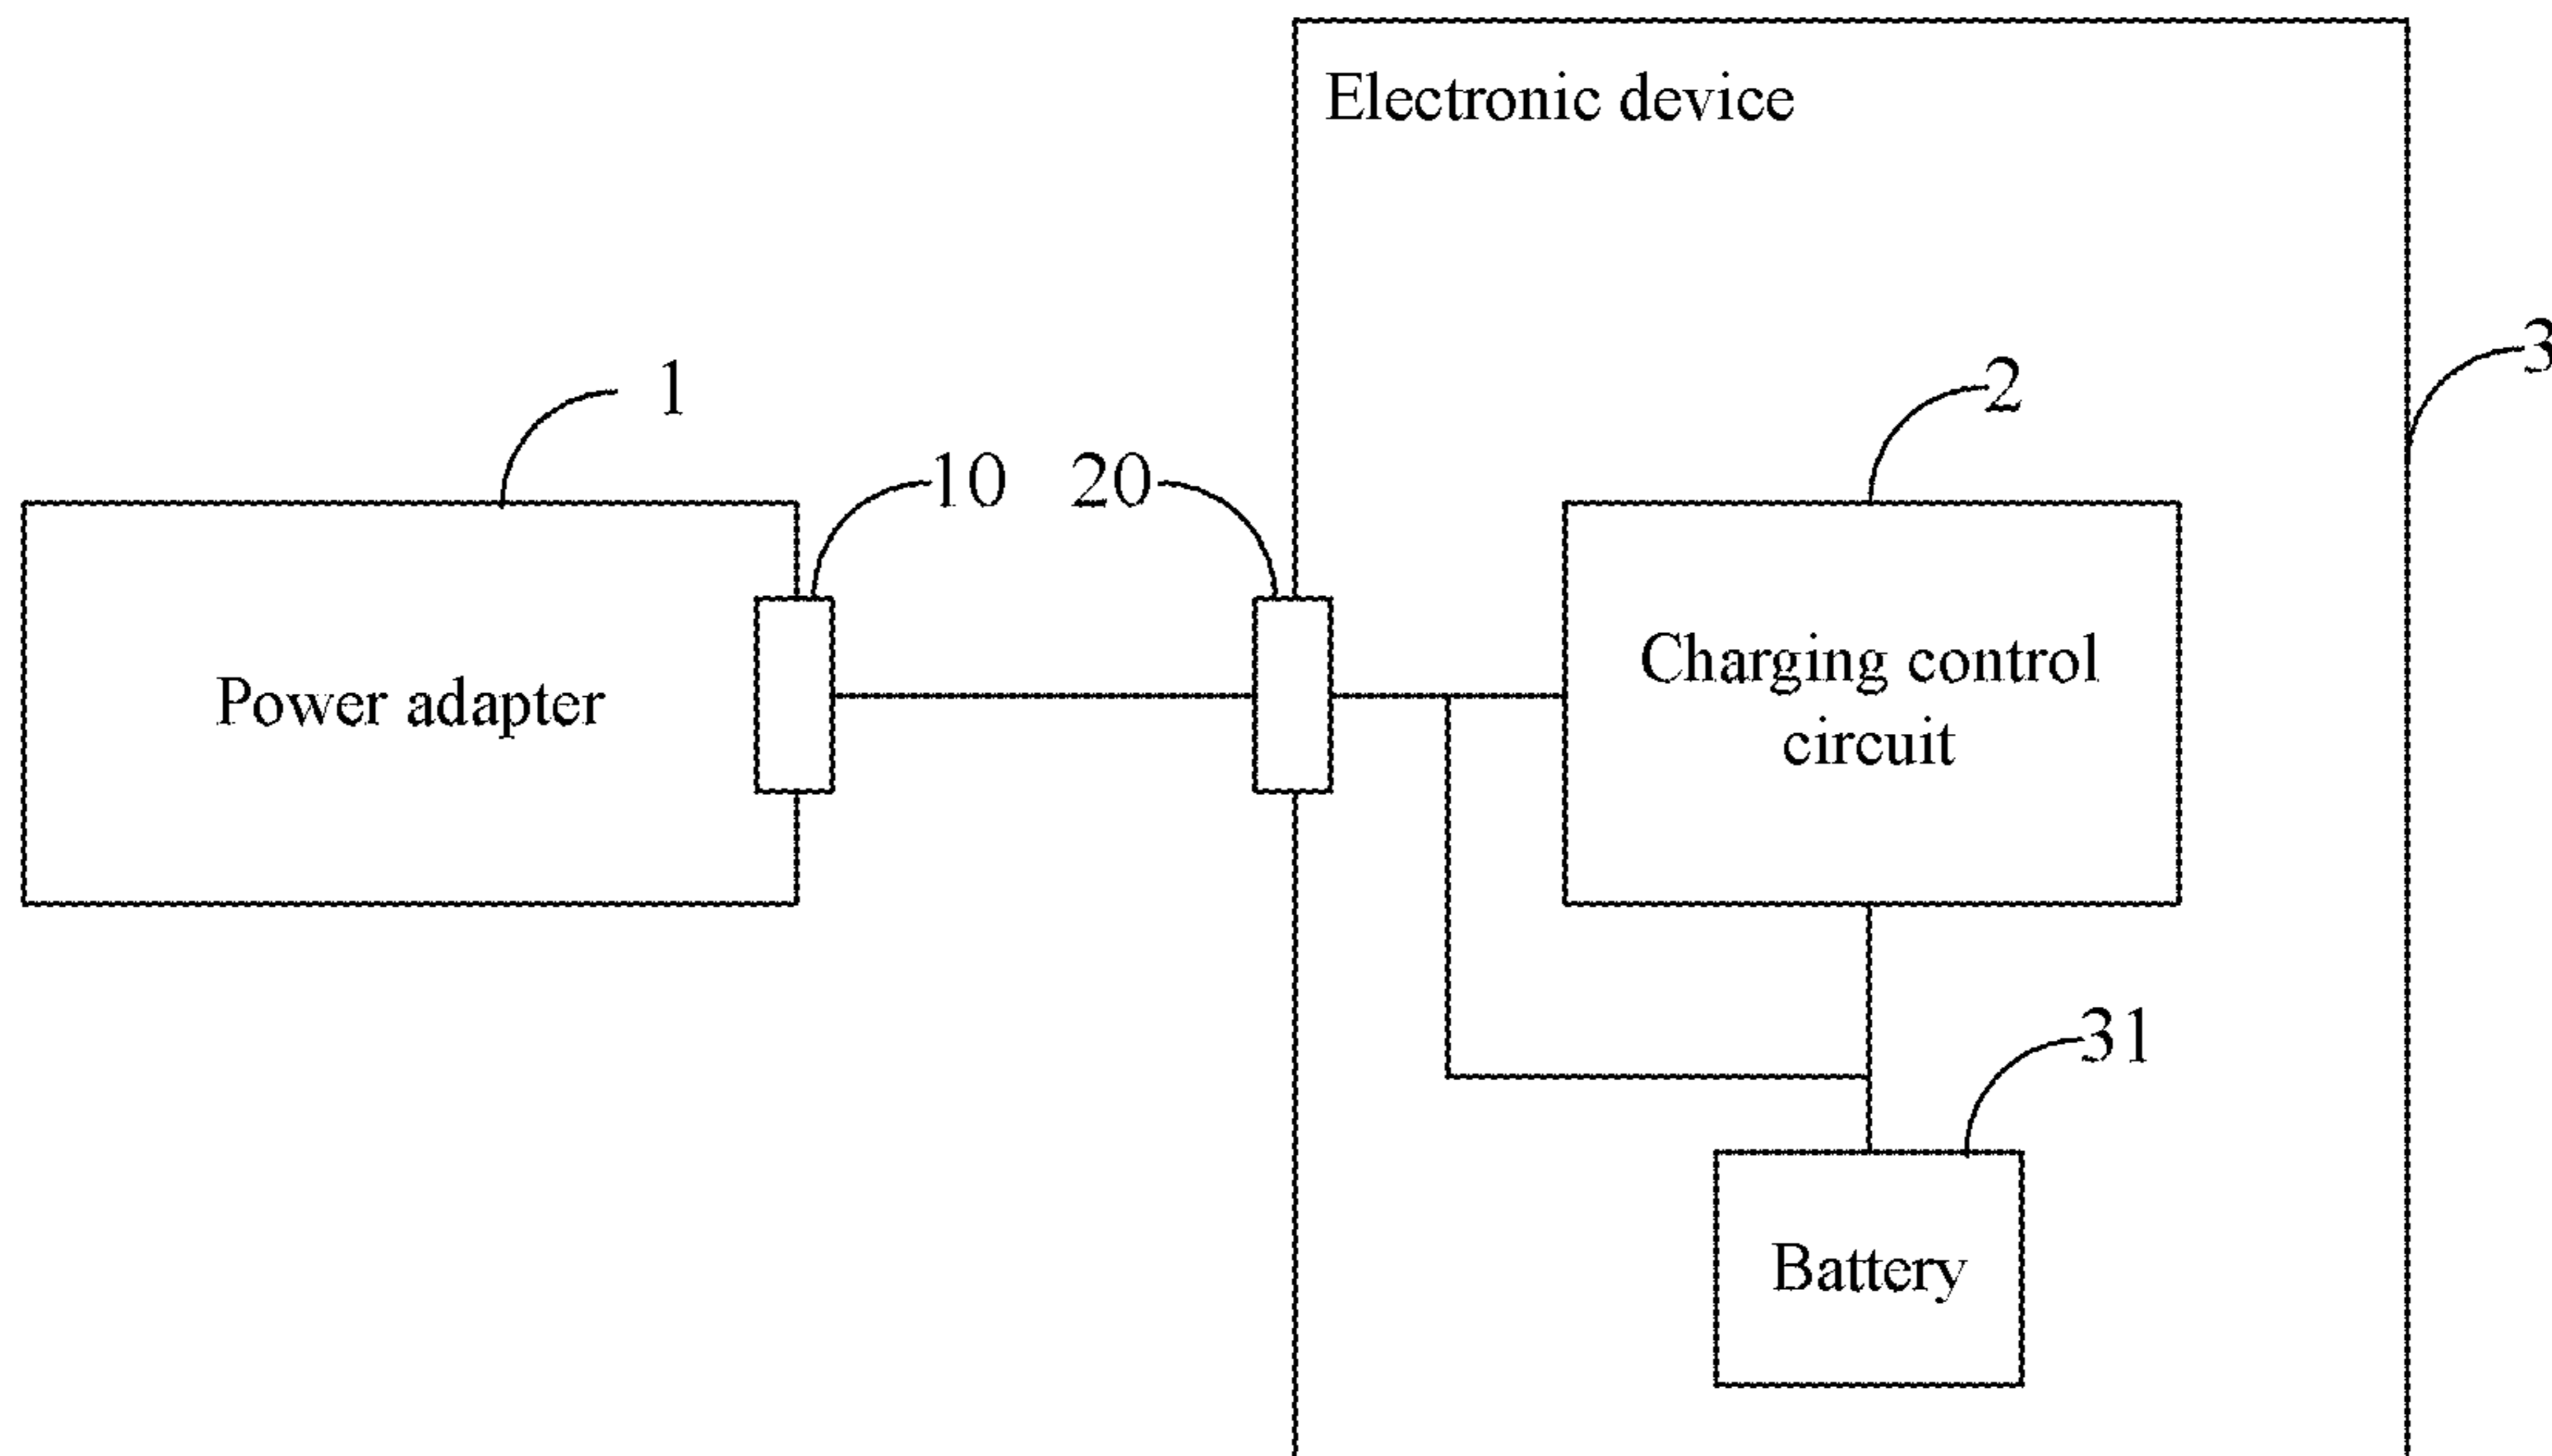 Electronic device
3
1
2
10
20
Power adapter
Charging control
circuit
31
Battery